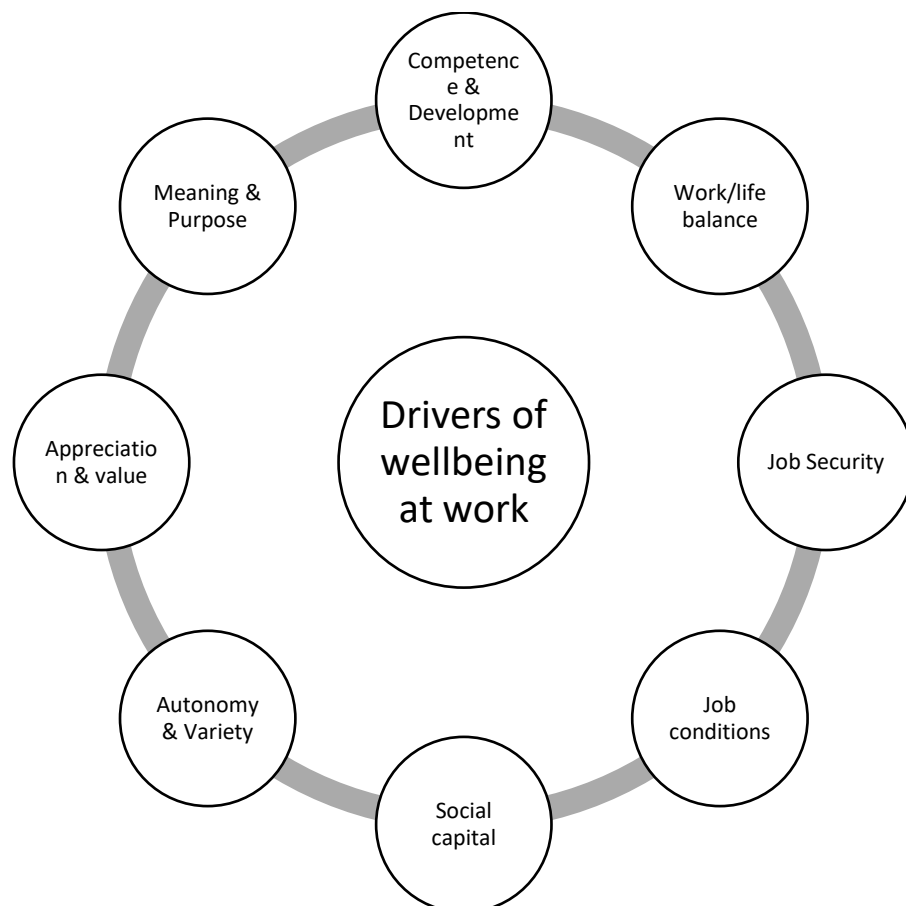 Competenc
e &
Developme
nt
Meaning &
Purpose
Work/life
balance
Appreciatio
n & value
Drivers of
wellbeing
at work
Job Security
Autonomy
& Variety
Job
conditions
Social
capital